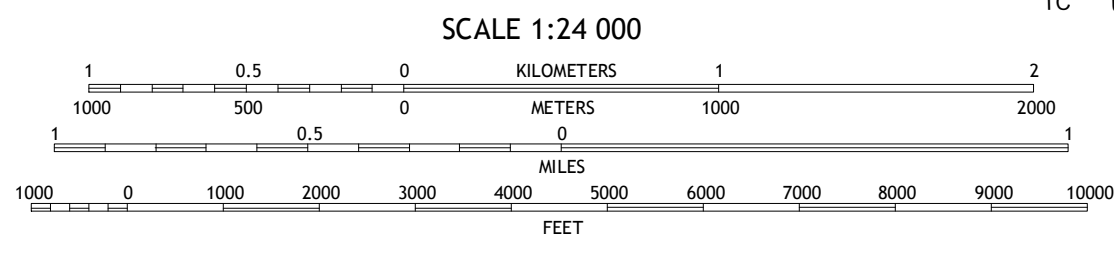 SCALE 1:24 000
1 0.5 0 KILOMETERS 1 2
1000 500 0 METERS 1000 2000
1 0.5 0 1
MILES
1000 0 1000 2000 3000 4000 5000 6000 7000 8000 9000 10000
FEET